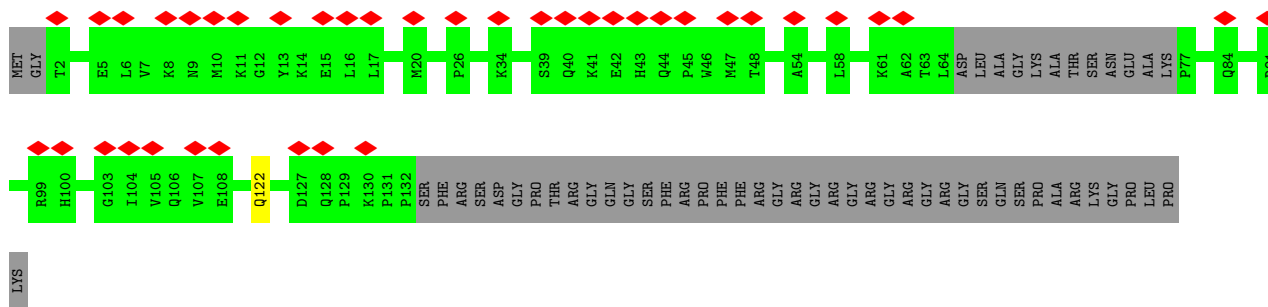 MET GLY T2 E5 L6 V7 K8 N9 M10 K11 G12 Y13 K14 E15 L16 L17 M20 P26 K34 S39 Q40 K41 E42 H43 Q44 P45 W46 M47 T48 A54 L58 K61 A62 T63 L64 ASP LEU ALA GLY LYS ALA THR SER ASN GLU ALA LYS P77 Q84
R99 H100 G103 I104 V105 Q106 V107 E108 Q122 D127 Q128 P129 K130 P131 P132 SER PHE ARG SER ASP GLY PRO THR ARG GLY GLN GLY SER PHE ARG PRO PHE PHE ARG GLY ARG GLY ARG GLY ARG GLY ARG GLY ARG GLY SER GLN SER PRO ALA ARG LYS GLY PRO LEU PRO
LYS